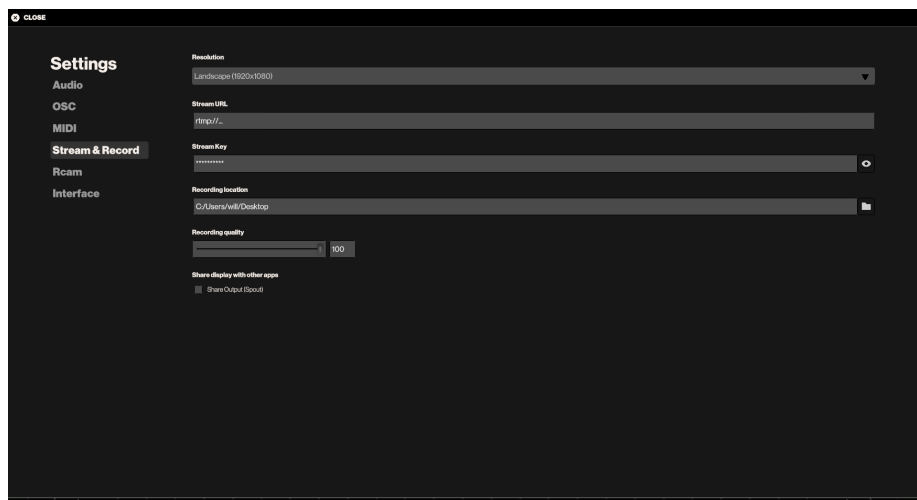 CLOSE
Settings
Audio
OSC
MIDI
Stream & Record
Rcam
Interface
Resolution
Landscape (1920x1080)
Stream URL
rtmp://...
Stream Key
**********
Recording location
C:/Users/will/Desktop
Recording quality
100
Share display with other apps
Share Output (Spout)